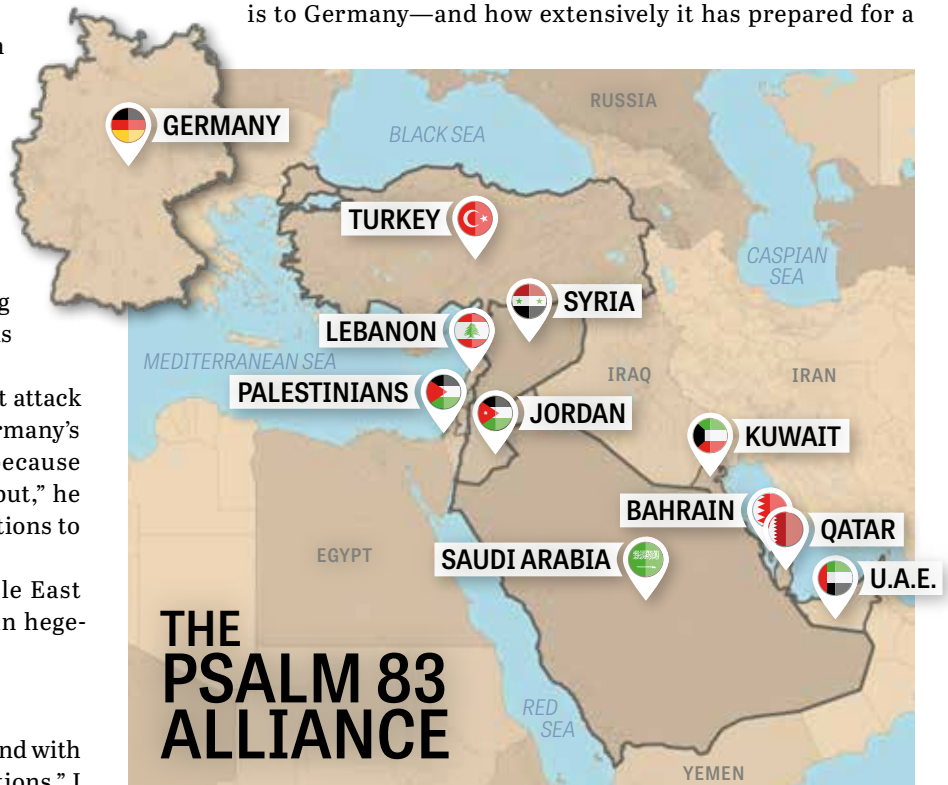 is to Germany—and how extensively it has prepared for a
n
GERMANY
RUSSIA
BLACK SEA
TURKEY
CASPIAN
SEA
g
SYRIA
s
LEBANON
MEDITERRANEAN SEA
IRAQ
IRAN
PALESTINIANS
t attack
JORDAN
rmany's
KUWAIT
ecause
out,” he
BAHRAIN
tions to
QATAR
EGYPT
SAUDI ARABIA
U.A.E.
le East
n hege-
THE
PSALM 83
ALLIANCE
RED
SEA
nd with
tions.” I
YEMEN